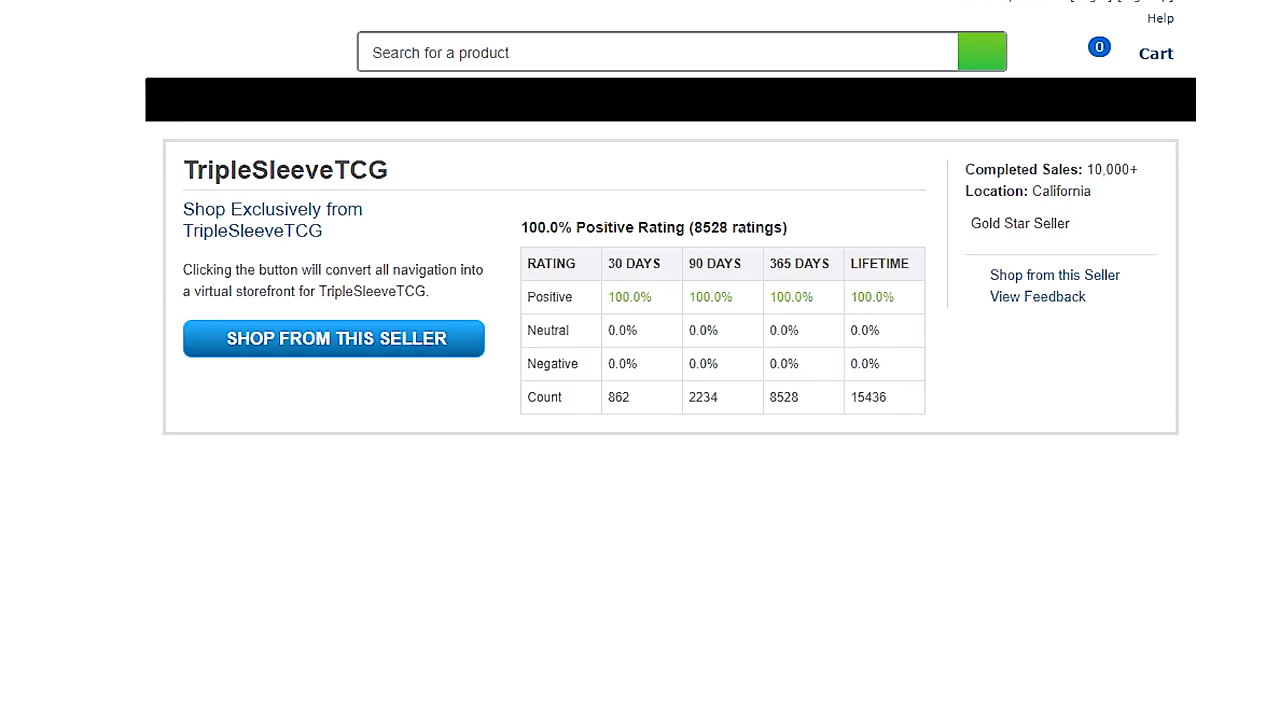 Help
Search for a product
0
Cart
TripleSleeveTCG
Shop Exclusively from
TripleSleeveTCG
Clicking the button will convert all navigation into
a virtual storefront for TripleSleeveTCG.
SHOP FROM THIS SELLER
100.0% Positive Rating (8528 ratings)
RATING 30 DAYS 90 DAYS 365 DAYS LIFETIME
Positive 100.0% 100.0% 100.0% 100.0%
Neutral 0.0% 0.0% 0.0% 0.0%
Negative 0.0% 0.0% 0.0% 0.0%
Count 862 2234 8528 15436
Completed Sales: 10,000+
Location: California
Gold Star Seller
Shop from this Seller
View Feedback